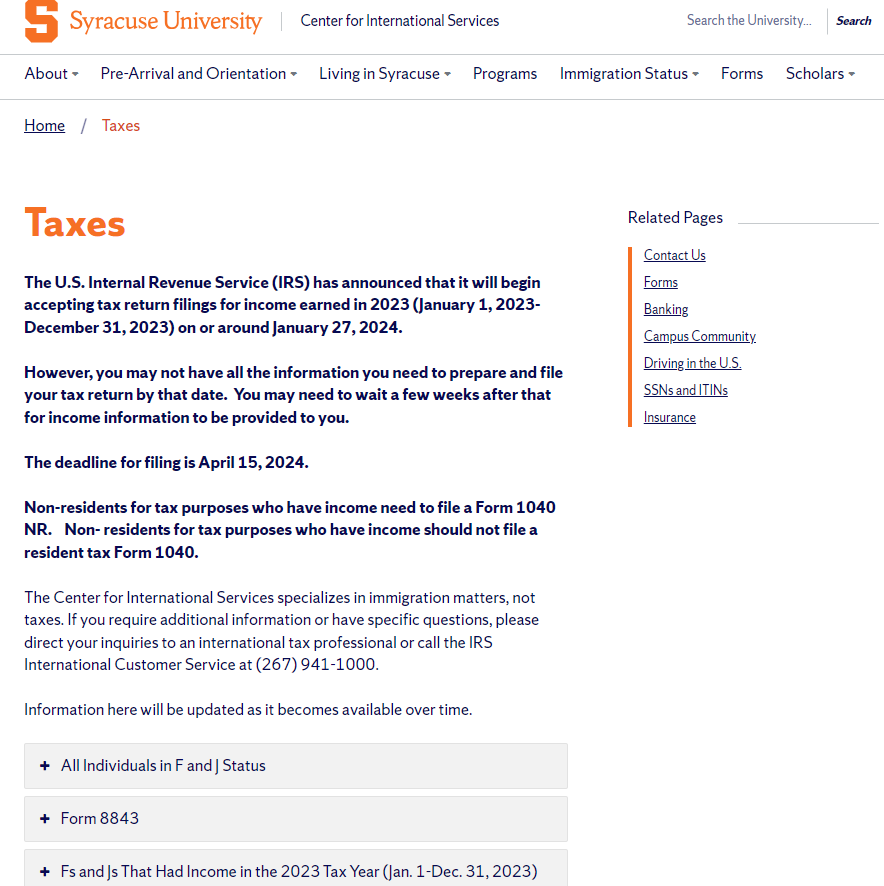 S Syracuse University Center for International Services Search the University... Search
About Pre-Arrival and Orientation Living in Syracuse Programs Immigration Status Forms Scholars
Home / Taxes
Taxes
The U.S. Internal Revenue Service (IRS) has announced that it will begin
accepting tax return filings for income earned in 2023 (January 1, 2023-
December 31, 2023) on or around January 27, 2024.
However, you may not have all the information you need to prepare and file
your tax return by that date. You may need to wait a few weeks after that
for income information to be provided to you.
The deadline for filing is April 15, 2024.
Non-residents for tax purposes who have income need to file a Form 1040
NR. Non- residents for tax purposes who have income should not file a
resident tax Form 1040.
The Center for International Services specializes in immigration matters, not
taxes. If you require additional information or have specific questions, please
direct your inquiries to an international tax professional or call the IRS
International Customer Service at (267) 941-1000.
Information here will be updated as it becomes available over time.
+ All Individuals in F and J Status
+ Form 8843
+ Fs and Js That Had Income in the 2023 Tax Year (Jan. 1-Dec. 31, 2023)
Related Pages
Contact Us
Forms
Banking
Campus Community
Driving in the U.S.
SSNs and ITINs
Insurance